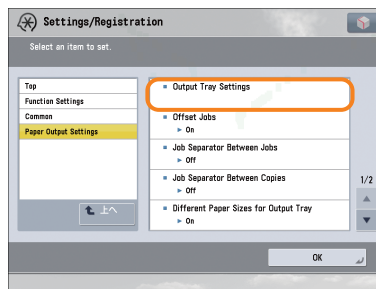 Settings/Registration
Select an item to set.
Top
Function Settings
Common
Paper Output Settings
上へ
Output Tray Settings
Offset Jobs
► On
Job Separator Between Jobs
► Off
Job Separator Between Copies
► Off
Different Paper Sizes for Output Tray
► On
1/2
OK